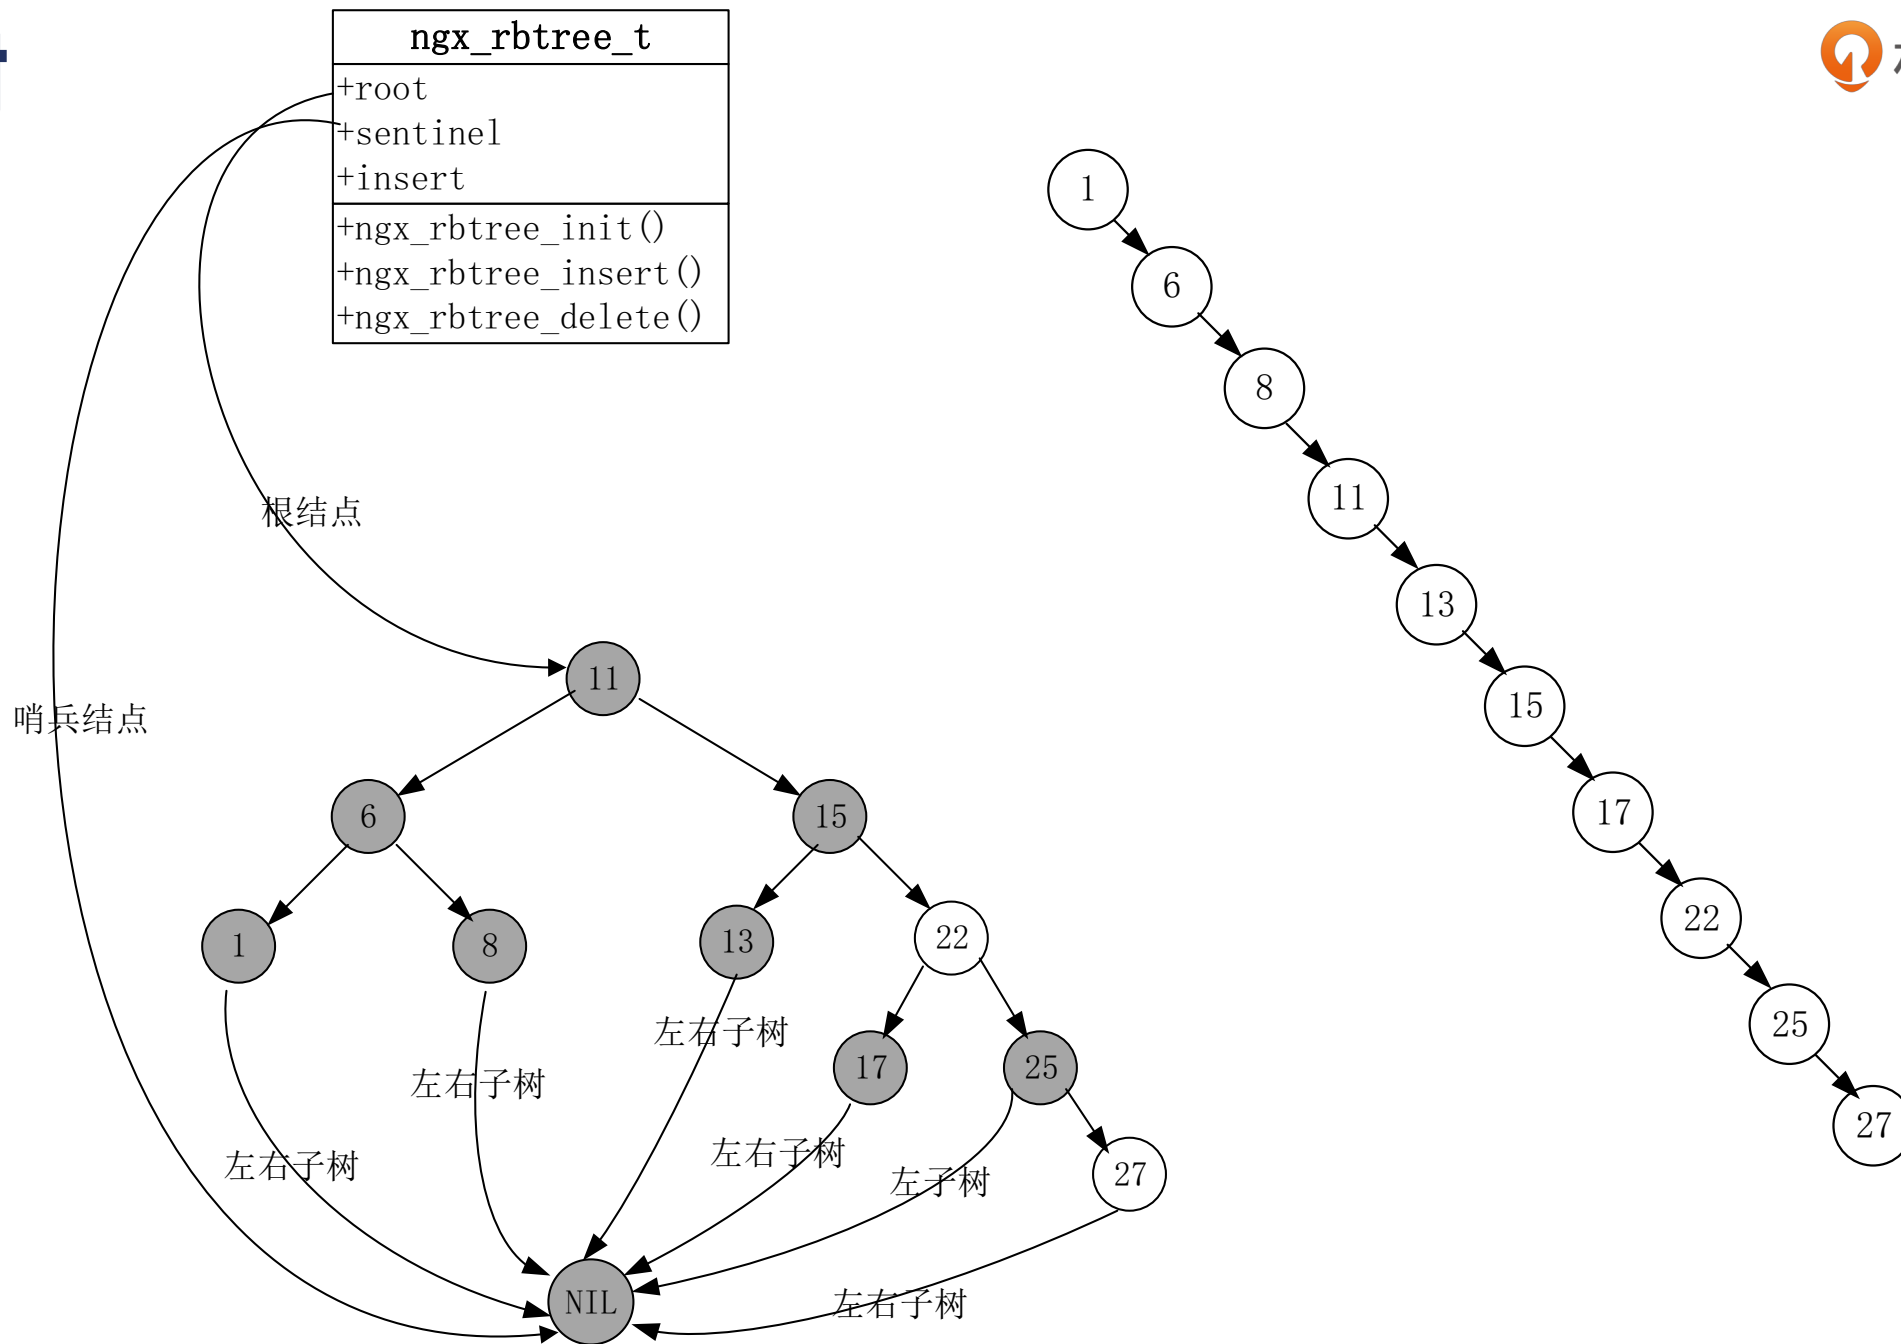 ngx_rbtree_t
+root
+sentinel
+insert
+ngx_rbtree_init()
+ngx_rbtree_insert()
+ngx_rbtree_delete()
根结点
哨兵结点
11
6
15
1
8
13
22
17
25
27
左右子树
左右子树
左右子树
左右子树
左子树
左右子树
NIL
1
6
8
11
13
15
17
22
25
27